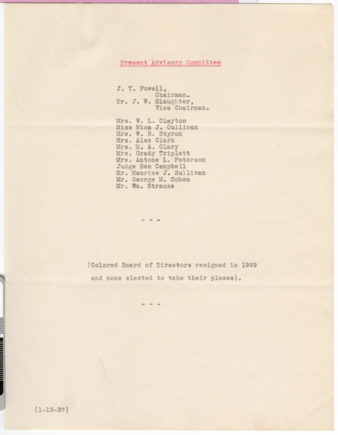 Present Advisory Committee
J. Y. Powell,
Chairman.
Dr. J. W. Slaughter,
Vice Chairman.
Mrs. W. L. Clayton
Miss Nina J. Cullinan
Mrs. W. B. Styron
Mrs. Alex Clark
Mrs. M. A. Clary
Mrs. Grady Triplett
Mrs. Antone L. Peterson
Judge Ben Campbell
Mr. Maurice J. Sullivan
Mr. George M. Cohen
Mr. Wm. Strauss
- - -
(Colored Board of Directors resigned in 1929
and none elected to take their places).
- - -
(1-13-37)